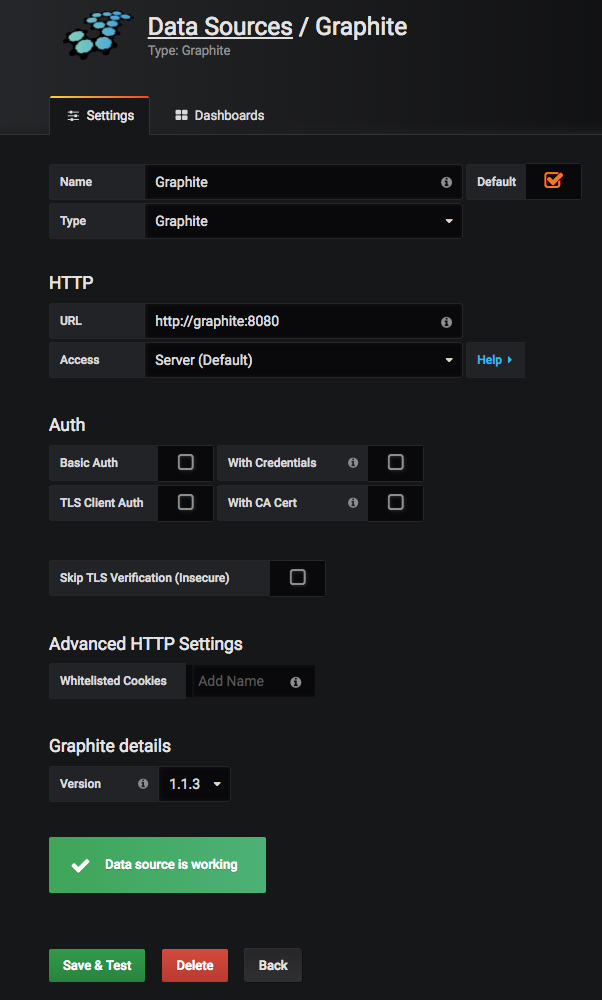 Data Sources / Graphite
Type: Graphite
Settings
Dashboards
Name
Graphite
Default
Type
Graphite
HTTP
URL
http://graphite:8080
Access
Server (Default)
Help
Auth
Basic Auth
With Credentials
TLS Client Auth
With CA Cert
Skip TLS Verification (Insecure)
Advanced HTTP Settings
Whitelisted Cookies
Add Name
Graphite details
Version
1.1.3
Data source is working
Save & Test
Delete
Back